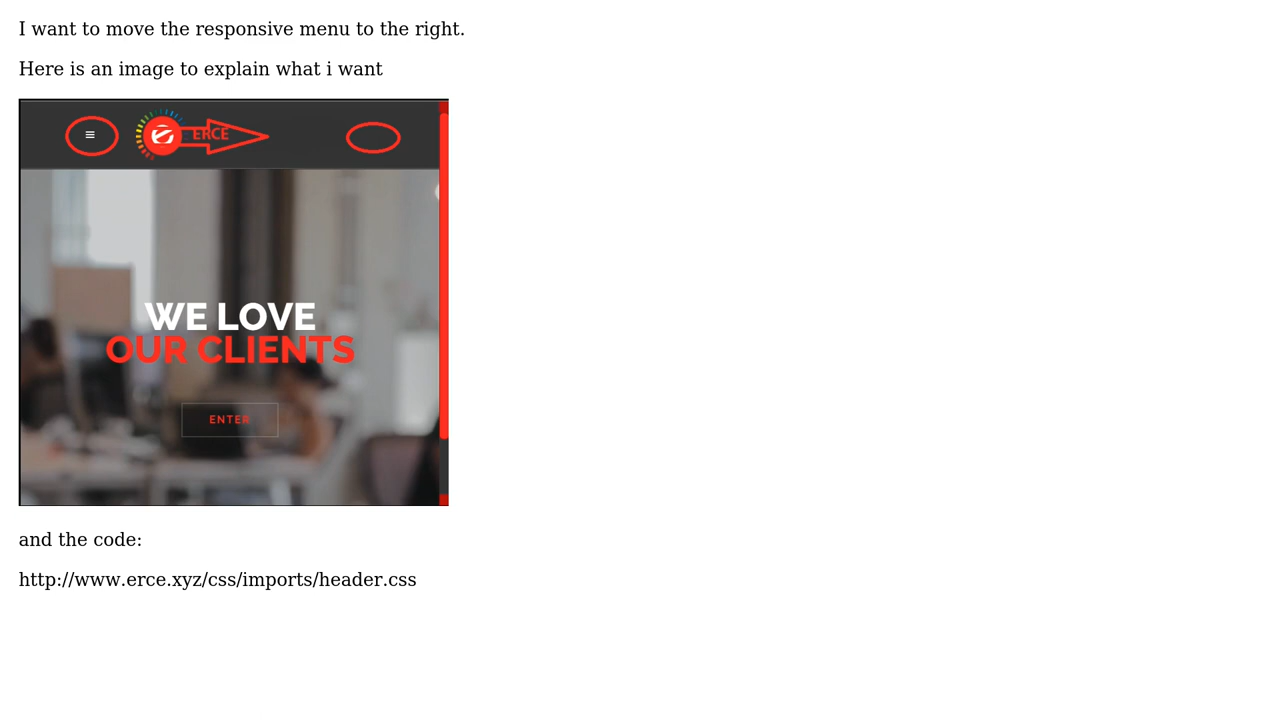 I want to move the responsive menu to the right.
Here is an image to explain what i want
ERCE
WE LOVE
OUR CLIENTS
ENTER
and the code:
http://www.erce.xyz/css/imports/header.css